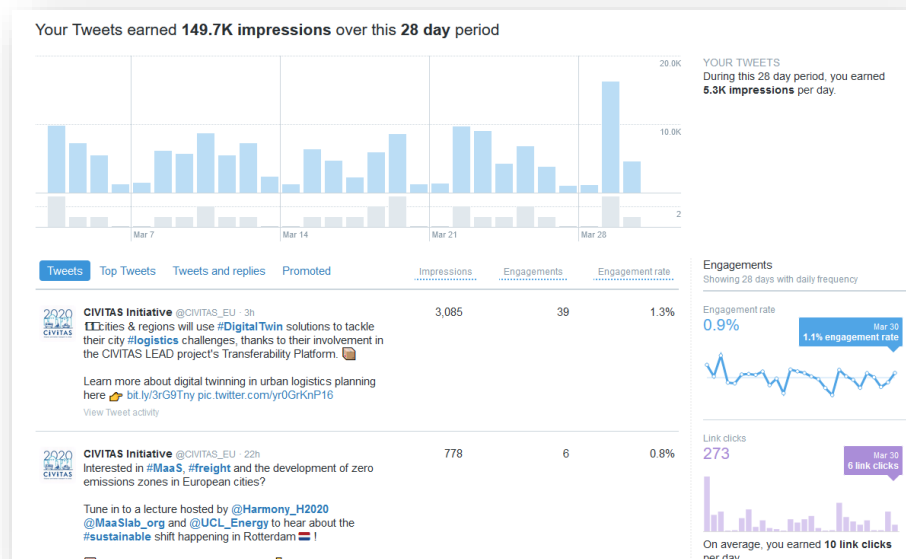 Your Tweets earned 149.7K impressions over this 28 day period
20.0K
10.0K
2
Mar 7
Mar 14
Mar 21
Mar 28
YOUR TWEETS
During this 28 day period, you earned
5.3K impressions per day.
Tweets
Top Tweets
Tweets and replies
Promoted
Impressions
Engagements
Engagement rate
2020
CIVITAS
CIVITAS Initiative @CIVITAS_EU · 3h
cities & regions will use #DigitalTwin solutions to tackle
their city #logistics challenges, thanks to their involvement in
the CIVITAS LEAD project's Transferability Platform. 📦
Learn more about digital twinning in urban logistics planning
here 👉 bit.ly/3rG9Tny pic.twitter.com/yr0GrKnP16
View Tweet activity
3,085
39
1.3%
2020
CIVITAS
CIVITAS Initiative @CIVITAS_EU · 22h
Interested in #MaaS, #freight and the development of zero
emissions zones in European cities?
Tune in to a lecture hosted by @Harmony_H2020
@MaaSlab_org and @UCL_Energy to hear about the
#sustainable shift happening in Rotterdam 🇳🇱 !
778
6
0.8%
Engagements
Showing 28 days with daily frequency
Engagement rate
0.9%
Mar 30
1.1% engagement rate
Link clicks
273
Mar 30
6 link clicks
On average, you earned 10 link clicks
per day